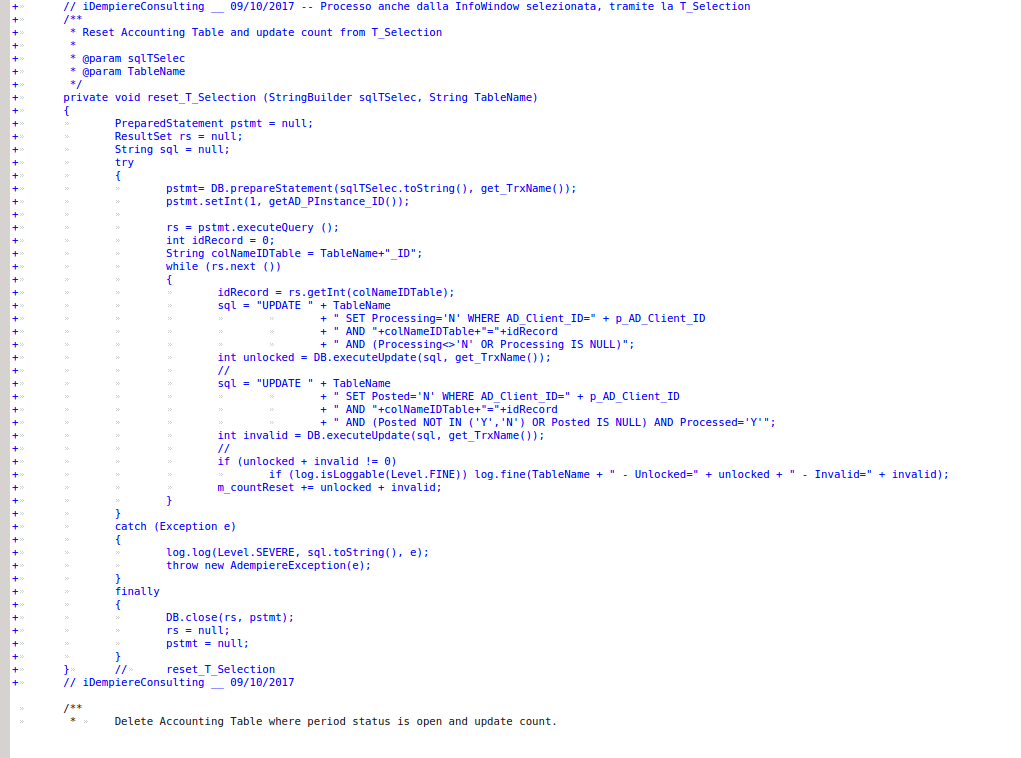 +» // iDempiereConsulting __ 09/10/2017 -- Processo anche dalla InfoWindow selezionata, tramite la T_Selection
+» /**
+» * Reset Accounting Table and update count from T_Selection
+» *
+» * @param sqlTSelec
+» * @param TableName
+» */
+» private void reset_T_Selection (StringBuilder sqlTSelec, String TableName)
+» {
+» » PreparedStatement pstmt = null;
+» » ResultSet rs = null;
+» » String sql = null;
+» » try
+» » {
+» » » pstmt= DB.prepareStatement(sqlTSelec.toString(), get_TrxName());
+» » » pstmt.setInt(1, getAD_PInstance_ID());
+» » »
+» » » rs = pstmt.executeQuery ();
+» » » int idRecord = 0;
+» » » String colNameIDTable = TableName+"_ID";
+» » » while (rs.next ())
+» » » {
+» » » » idRecord = rs.getInt(colNameIDTable);
+» » » » sql = "UPDATE " + TableName
+» » » » » » + " SET Processing='N' WHERE AD_Client_ID=" + p_AD_Client_ID
+» » » » » » + " AND "+colNameIDTable+"="+idRecord
+» » » » » » + " AND (Processing<>'N' OR Processing IS NULL)";
+» » » » int unlocked = DB.executeUpdate(sql, get_TrxName());
+» » » » //
+» » » » sql = "UPDATE " + TableName
+» » » » » » + " SET Posted='N' WHERE AD_Client_ID=" + p_AD_Client_ID
+» » » » » » + " AND "+colNameIDTable+"="+idRecord
+» » » » » » + " AND (Posted NOT IN ('Y','N') OR Posted IS NULL) AND Processed='Y'";
+» » » » int invalid = DB.executeUpdate(sql, get_TrxName());
+» » » » //
+» » » » if (unlocked + invalid != 0)
+» » » » » if (log.isLoggable(Level.FINE)) log.fine(TableName + " - Unlocked=" + unlocked + " - Invalid=" + invalid);
+» » » » m_countReset += unlocked + invalid;
+» » » }
+» » }
+» » catch (Exception e)
+» » {
+» » » log.log(Level.SEVERE, sql.toString(), e);
+» » » throw new AdempiereException(e);
+» » }
+» » finally
+» » {
+» » » DB.close(rs, pstmt);
+» » » rs = null;
+» » » pstmt = null;
+» » }
+» }» //» reset_T_Selection
+» // iDempiereConsulting __ 09/10/2017
» /**
» * » Delete Accounting Table where period status is open and update count.